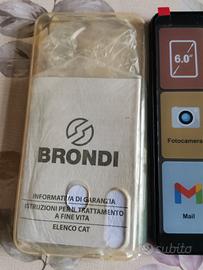 BRONDI
INFORMATIVA DI GARANZIA
ISTRUZIONI PER IL TRATTAMENTO
A FINE VITA
ELENCO CAT
6.0"
Fotocamera
Mail
subito